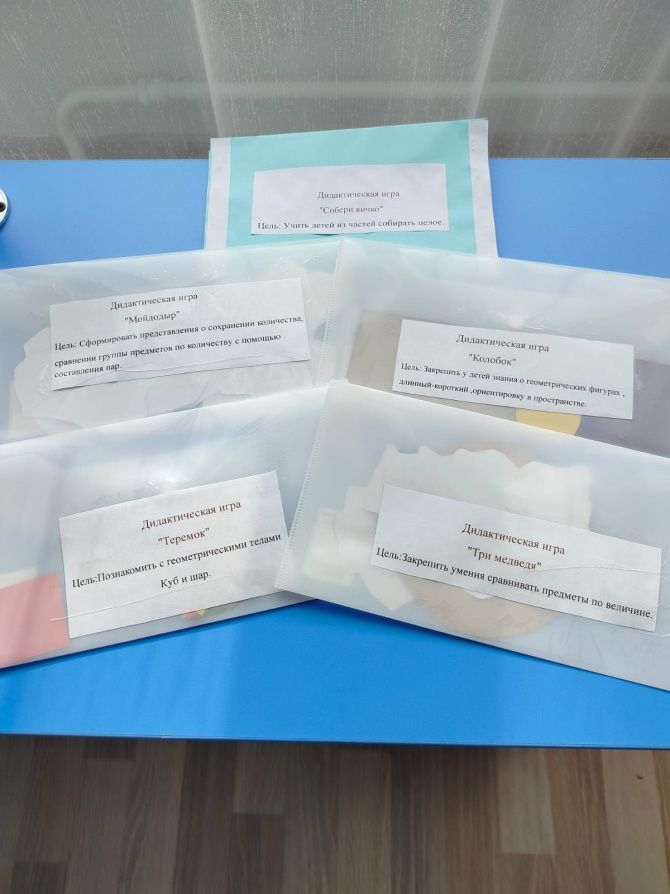 Дидактическая игра
"Собери яичко"
Цель: Учить детей из частей собирать целое.
Дидактическая игра
"Мойдодыр"
Цель: Сформировать представления о сохранении количества,
сравнении группы предметов по количеству с помощью
составления пар.
Дидактическая игра
"Колобок"
Цель: Закрепить у детей знания о геометрических фигурах ,
длинный-короткий ,ориентировку в пространстве.
Дидактическая игра
"Теремок"
Цель:Познакомить с геометрическими телами
Куб и шар.
Дидактическая игра
"Три медведя"
Цель:Закрепить умения сравнивать предметы по величине.